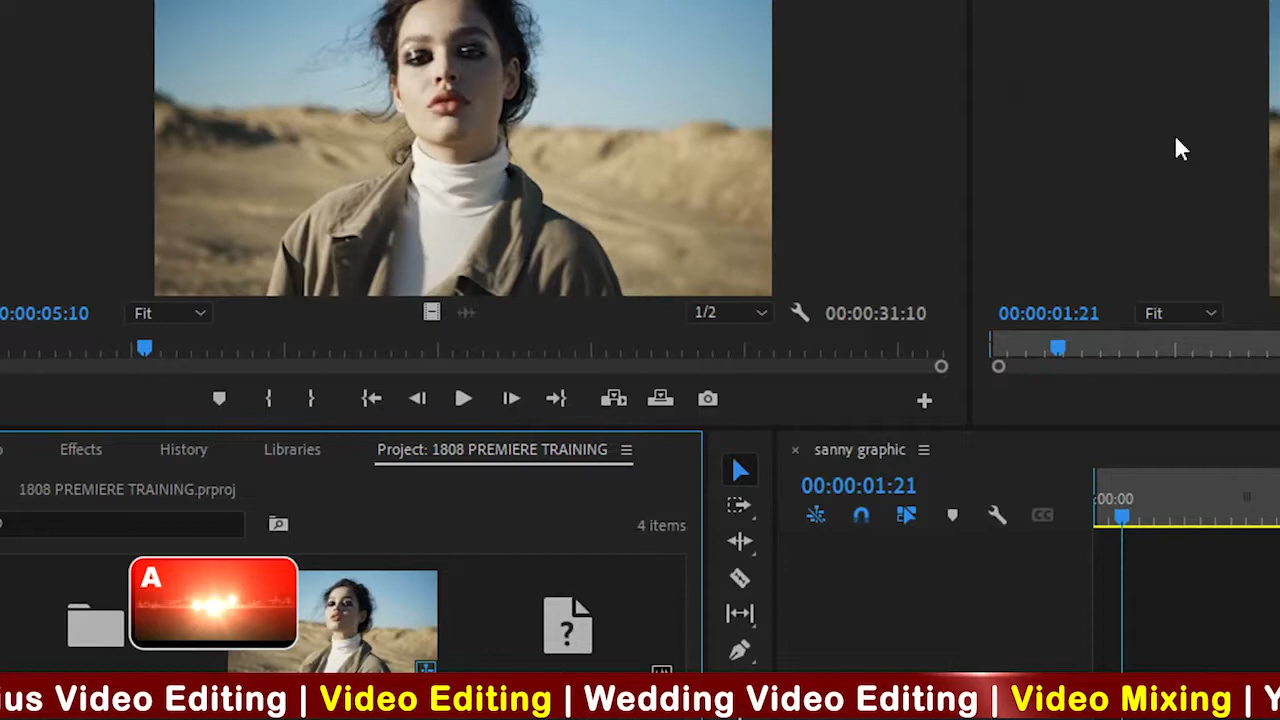 0:00:05:10 Fit 1/2 00:00:31:10
00:00:01:21 Fit
Effects History Libraries Project: 1808 PREMIERE TRAINING
1808 PREMIERE TRAINING.prproj
4 items
A
?
× sanny graphic
00:00:01:21
:00:00
CC
ius Video Editing | Video Editing | Wedding Video Editing | Video Mixing | Y